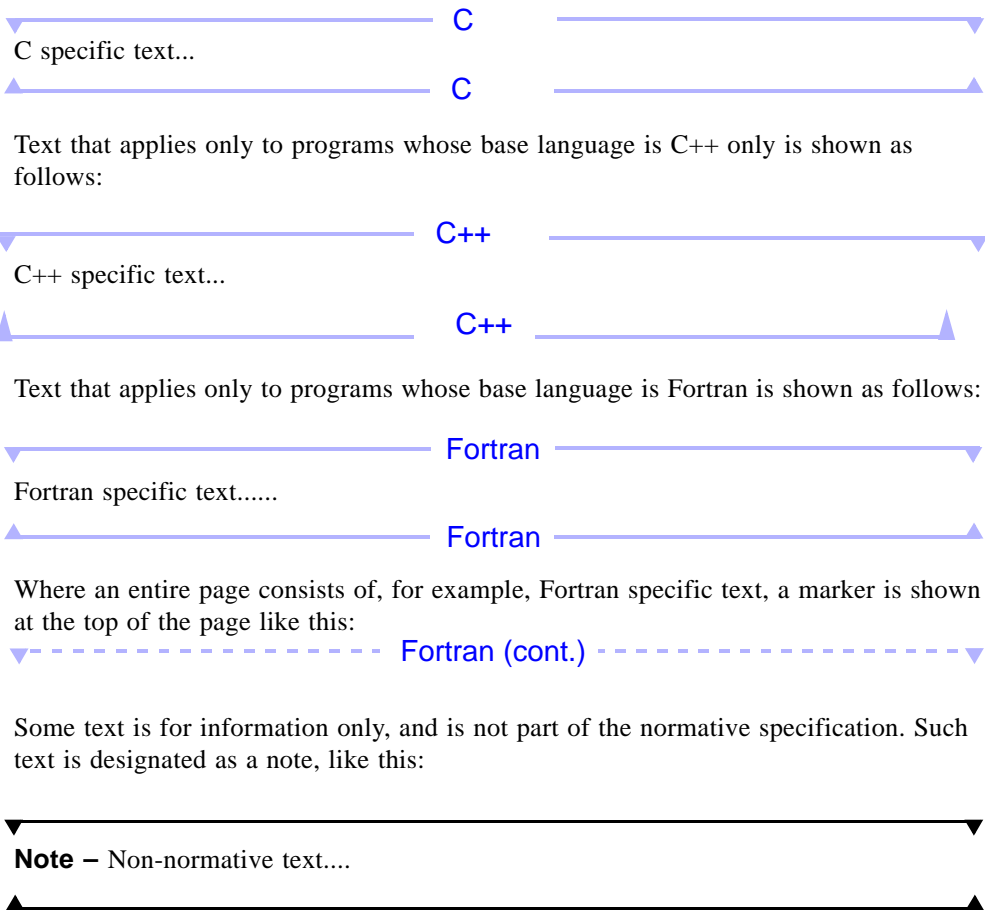 C
C specific text...
C
Text that applies only to programs whose base language is C++ only is shown as
follows:
C++
C++ specific text...
C++
Text that applies only to programs whose base language is Fortran is shown as follows:
Fortran
Fortran specific text......
Fortran
Where an entire page consists of, for example, Fortran specific text, a marker is shown
at the top of the page like this:
Fortran (cont.)
Some text is for information only, and is not part of the normative specification. Such
text is designated as a note, like this:
Note – Non-normative text....